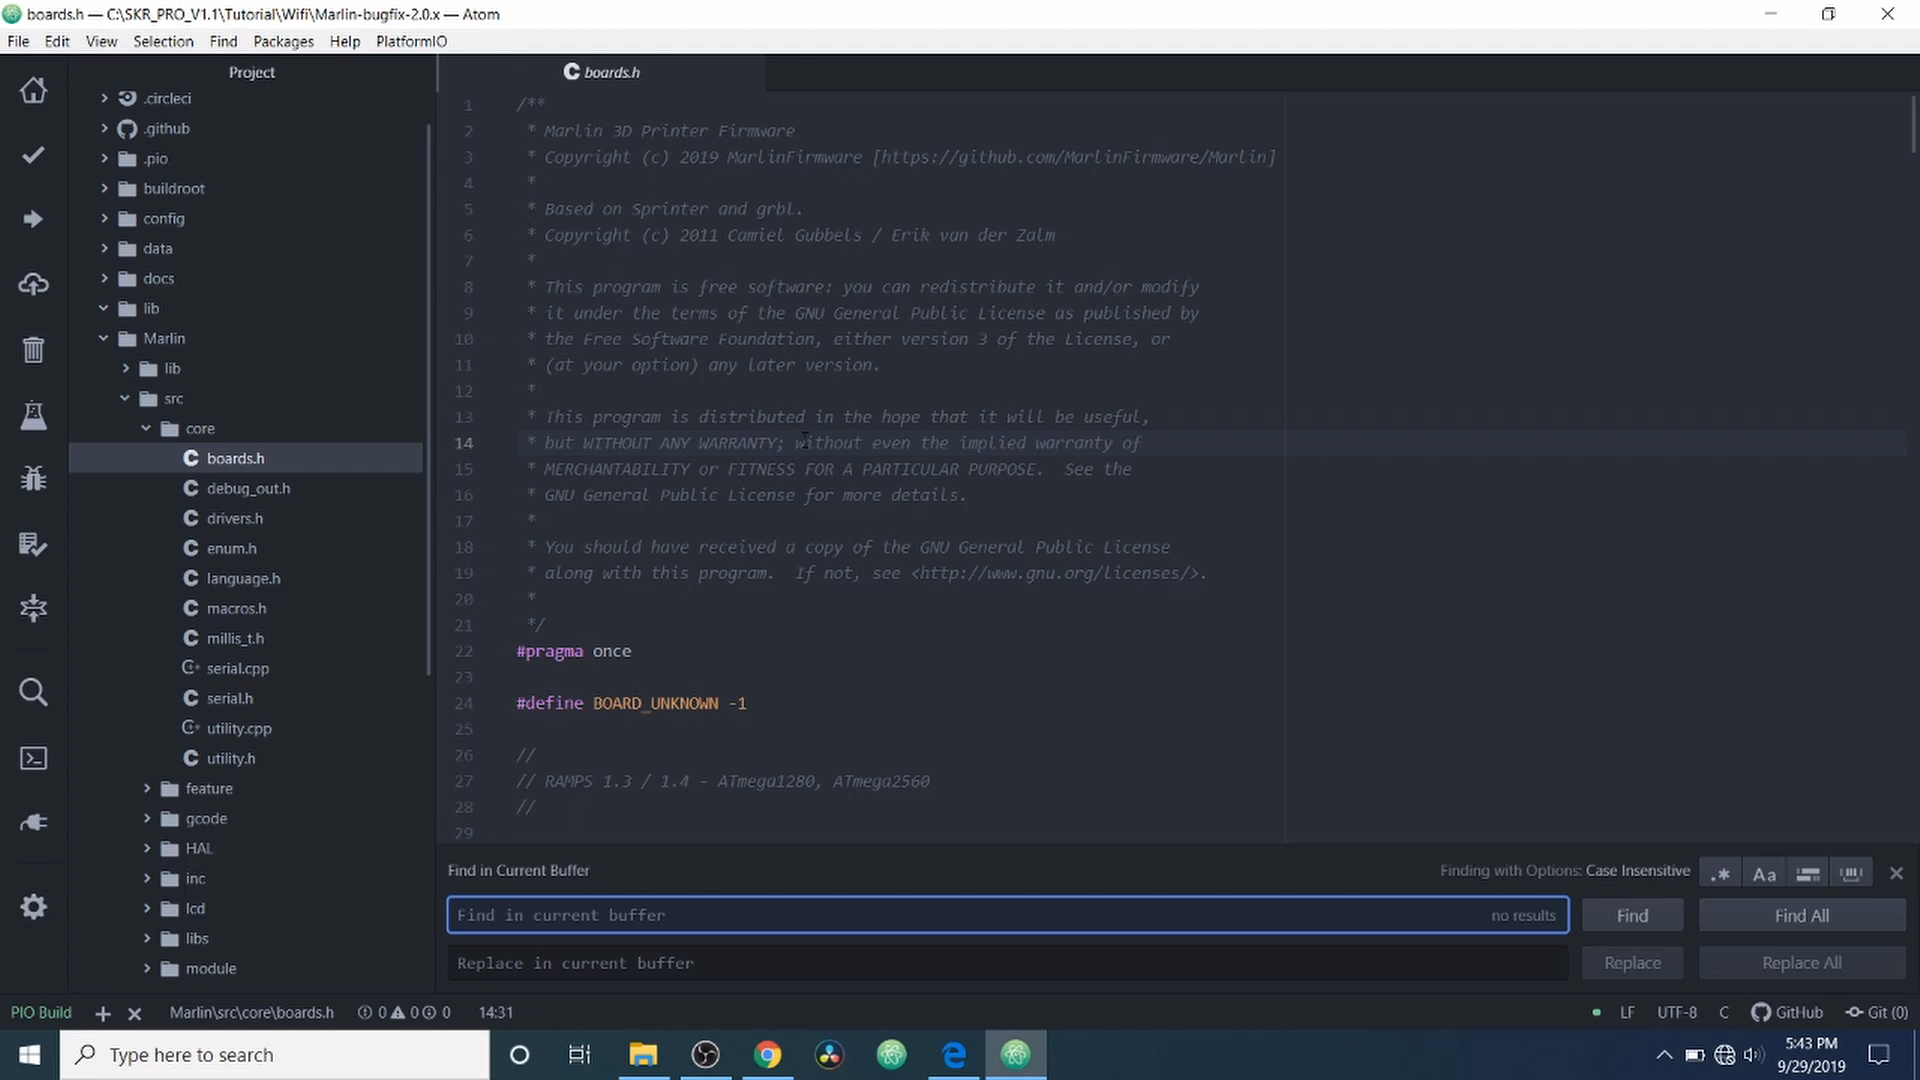 boards.h — C:\SKR_PRO_V1.1\Tutorial\Wifi\Marlin-bugfix-2.0.x — Atom
File Edit View Selection Find Packages Help PlatformIO
Project
.circleci
.github
.pio
buildroot
config
data
docs
lib
Marlin
lib
src
core
boards.h
debug_out.h
drivers.h
enum.h
language.h
macros.h
millis_t.h
serial.cpp
serial.h
utility.cpp
utility.h
feature
gcode
HAL
inc
lcd
libs
module
boards.h
1 /**
2 * Marlin 3D Printer Firmware
3 * Copyright (c) 2019 MarlinFirmware [https://github.com/MarlinFirmware/Marlin]
4 *
5 * Based on Sprinter and grbl.
6 * Copyright (c) 2011 Camiel Gubbels / Erik van der Zalm
7 *
8 * This program is free software: you can redistribute it and/or modify
9 * it under the terms of the GNU General Public License as published by
10 * the Free Software Foundation, either version 3 of the License, or
11 * (at your option) any later version.
12 *
13 * This program is distributed in the hope that it will be useful,
14 * but WITHOUT ANY WARRANTY; without even the implied warranty of
15 * MERCHANTABILITY or FITNESS FOR A PARTICULAR PURPOSE.  See the
16 * GNU General Public License for more details.
17 *
18 * You should have received a copy of the GNU General Public License
19 * along with this program.  If not, see <http://www.gnu.org/licenses/>.
20 *
21 */
22 #pragma once
23
24 #define BOARD_UNKNOWN -1
25
26 //
27 // RAMPS 1.3 / 1.4 - ATmega1280, ATmega2560
28 //
29
Find in Current Buffer Finding with Options: Case Insensitive .* Aa
Find in current buffer no results Find Find All
Replace in current buffer Replace Replace All
PIO Build + × Marlin\src\core\boards.h 0 0 0 14:31 LF UTF-8 C GitHub Git (0)
Type here to search
5:43 PM
9/29/2019